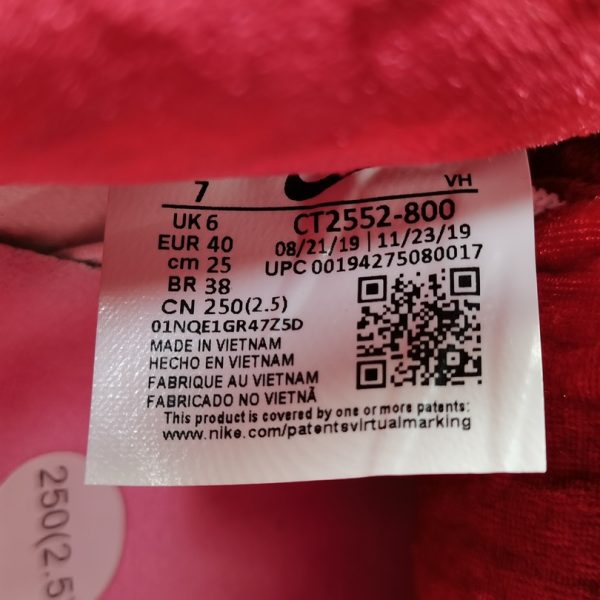 7 VH
UK 6 CT2552-800
EUR 40 08/21/19 | 11/23/19
cm 25 UPC 00194275080017
BR 38
CN 250(2.5)
01NQE1GR47Z5D
MADE IN VIETNAM
HECHO EN VIETNAM
FABRIQUE AU VIETNAM
FABRICADO NO VIETNÃ
This product is covered by one or more patents:
www.nike.com/patentsvirtualmarking
250(2.5)